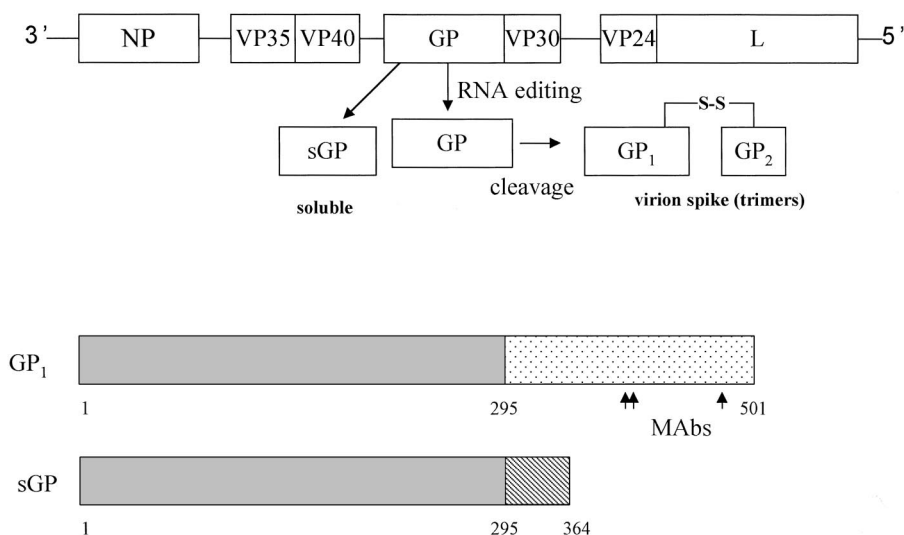 3’ NP VP35 VP40 GP VP30 VP24 L 5’
RNA editing
S-S
sGP GP GP₁ GP₂
cleavage
soluble virion spike (trimers)
GP₁
1 295 501
MAbs
sGP
1 295 364